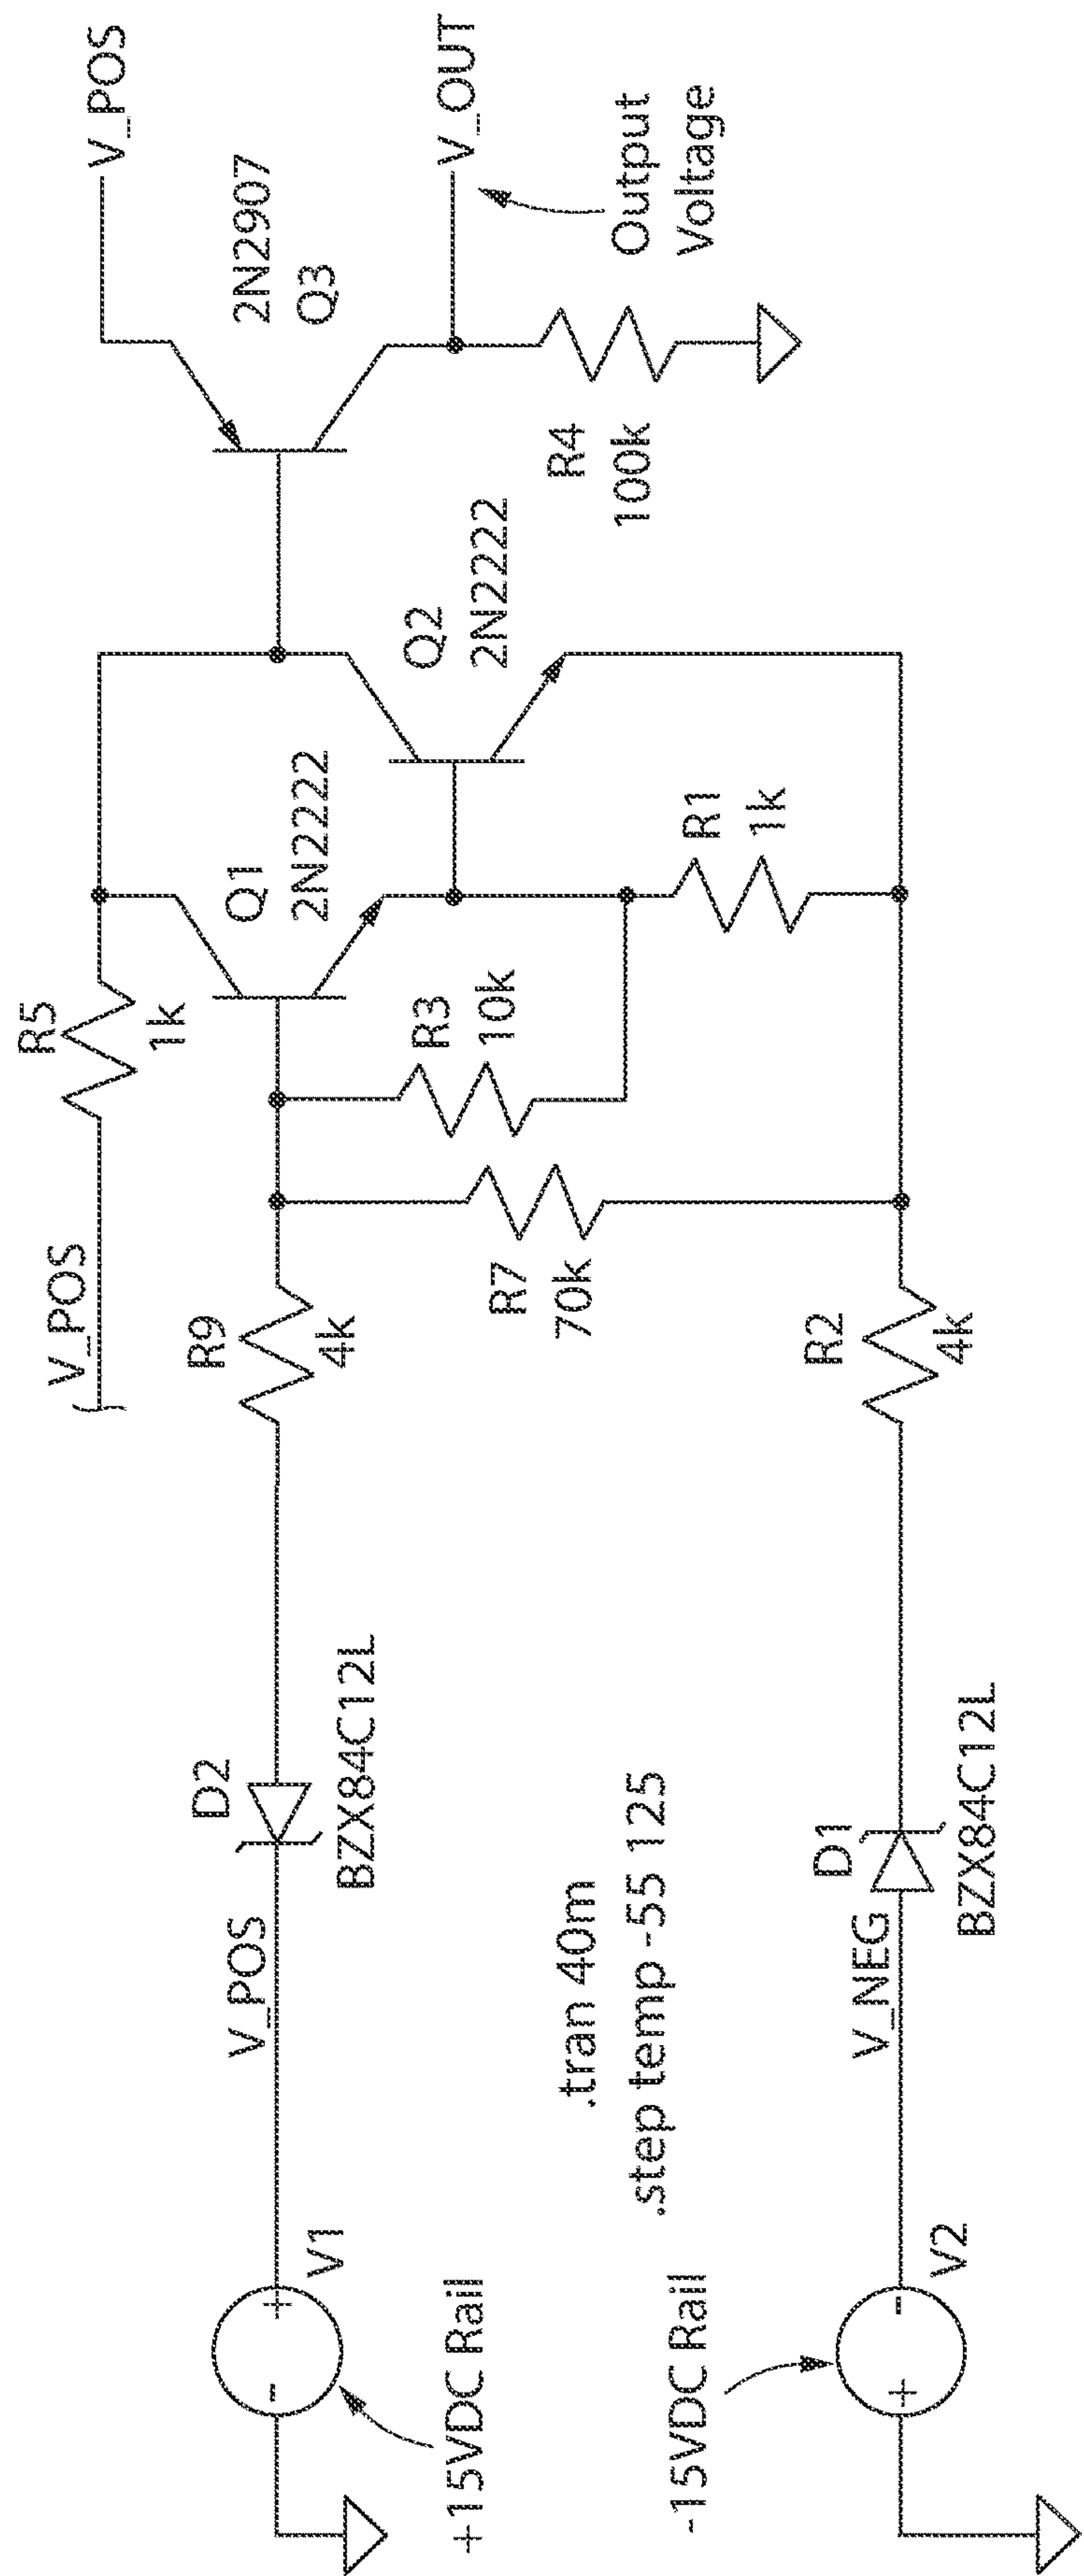 V_POS
R5
1k
Q1
2N2222
Q2
2N2222
2N2907
Q3
V_POS
V_OUT
Output
Voltage
R4
100k
R3
10k
R1
1k
R9
4k
R7
70k
R2
4k
V_POS
D2
BZX84C12L
V_NEG
D1
BZX84C12L
.tran 40m
.step temp -55 125
- +
V1
+15VDC Rail
-15VDC Rail
+ -
V2